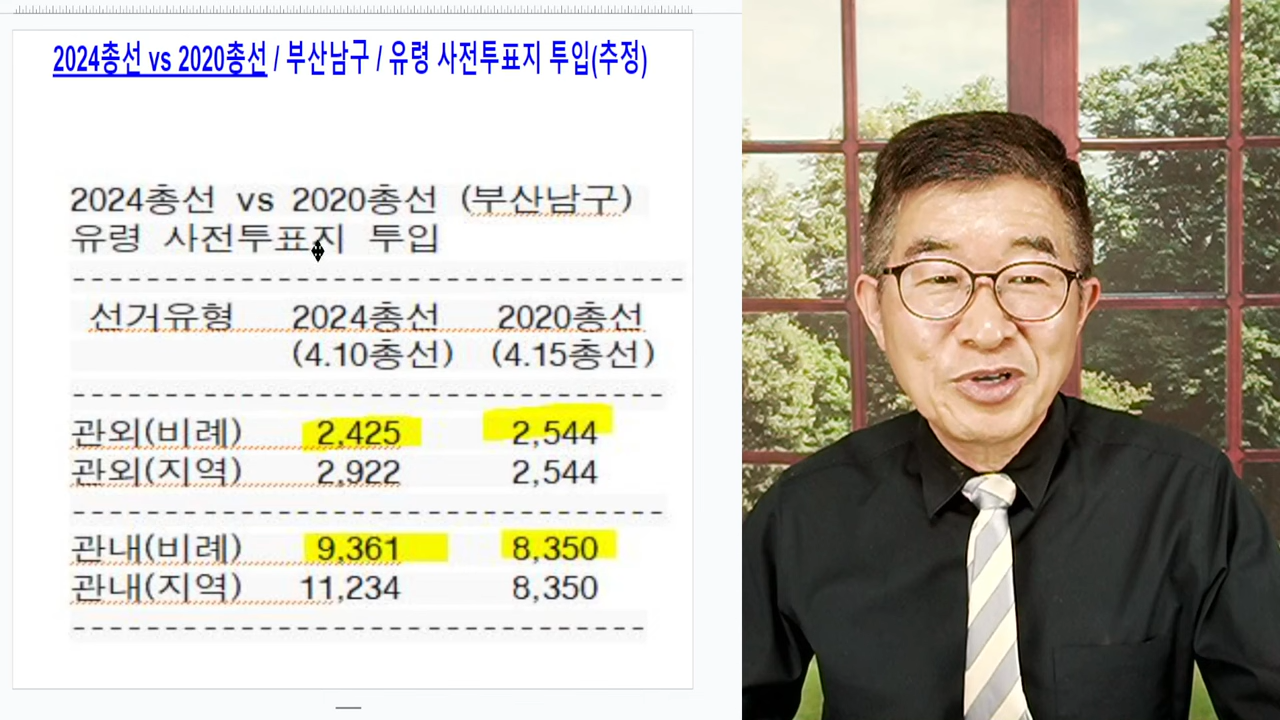 2024총선 vs 2020총선 / 부산남구 / 유령 사전투표지 투입(추정)
2024총선 vs 2020총선 (부산남구)
유령 사전투표지 투입
선거유형 2024총선 2020총선
(4.10총선) (4.15총선)
관외(비례) 2,425 2,544
관외(지역) 2,922 2,544
관내(비례) 9,361 8,350
관내(지역) 11,234 8,350